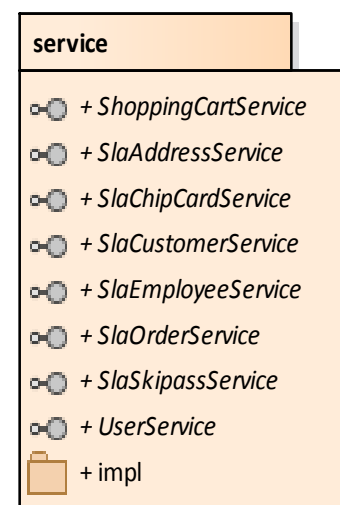 service
+ ShoppingCartService
+ SlaAddressService
+ SlaChipCardService
+ SlaCustomerService
+ SlaEmployeeService
+ SlaOrderService
+ SlaSkipassService
+ UserService
+ impl